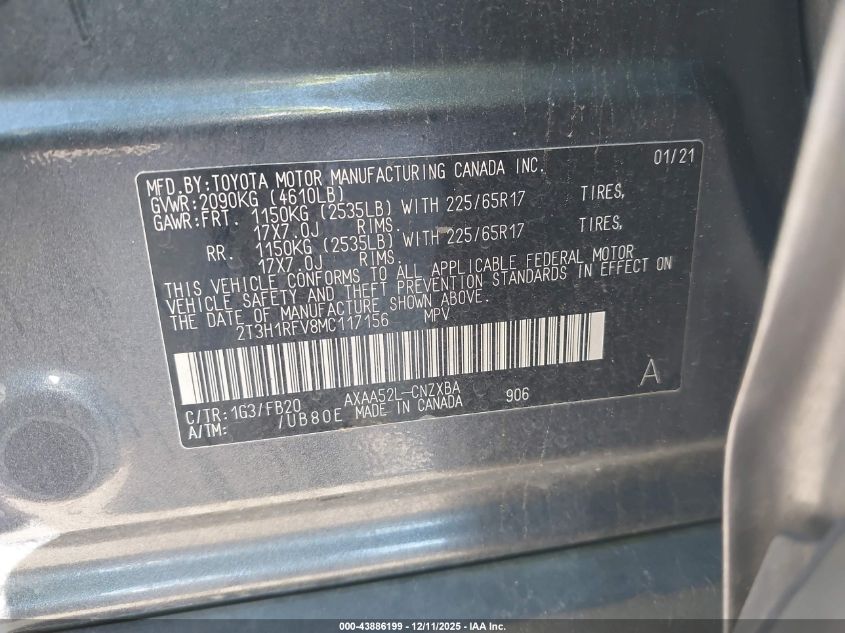 MFD.BY:TOYOTA MOTOR MANUFACTURING CANADA INC. 01/21
GVWR:2090KG (4610LB)
GAWR:FRT. 1150KG (2535LB) WITH 225/65R17 TIRES,
17X7.0J RIMS.
RR. 1150KG (2535LB) WITH 225/65R17 TIRES,
17X7.0J RIMS.
THIS VEHICLE CONFORMS TO ALL APPLICABLE FEDERAL MOTOR
VEHICLE SAFETY AND THEFT PREVENTION STANDARDS IN EFFECT ON
THE DATE OF MANUFACTURE SHOWN ABOVE.
2T3H1RFV8MC117156 MPV
A
C/TR:1G3/FB20 AXAA52L-CNZXBA
A/TM: /UB80E MADE IN CANADA 906
000-43886199 - 12/11/2025 - IAA Inc.